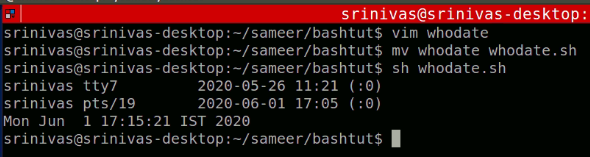 srinivas@srinivas-desktop:
srinivas@srinivas-desktop:~/sameer/bashtut$ vim whodate
srinivas@srinivas-desktop:~/sameer/bashtut$ mv whodate whodate.sh
srinivas@srinivas-desktop:~/sameer/bashtut$ sh whodate.sh
srinivas tty7         2020-05-26 11:21 (:0)
srinivas pts/19       2020-06-01 17:05 (:0)
Mon Jun  1 17:15:21 IST 2020
srinivas@srinivas-desktop:~/sameer/bashtut$